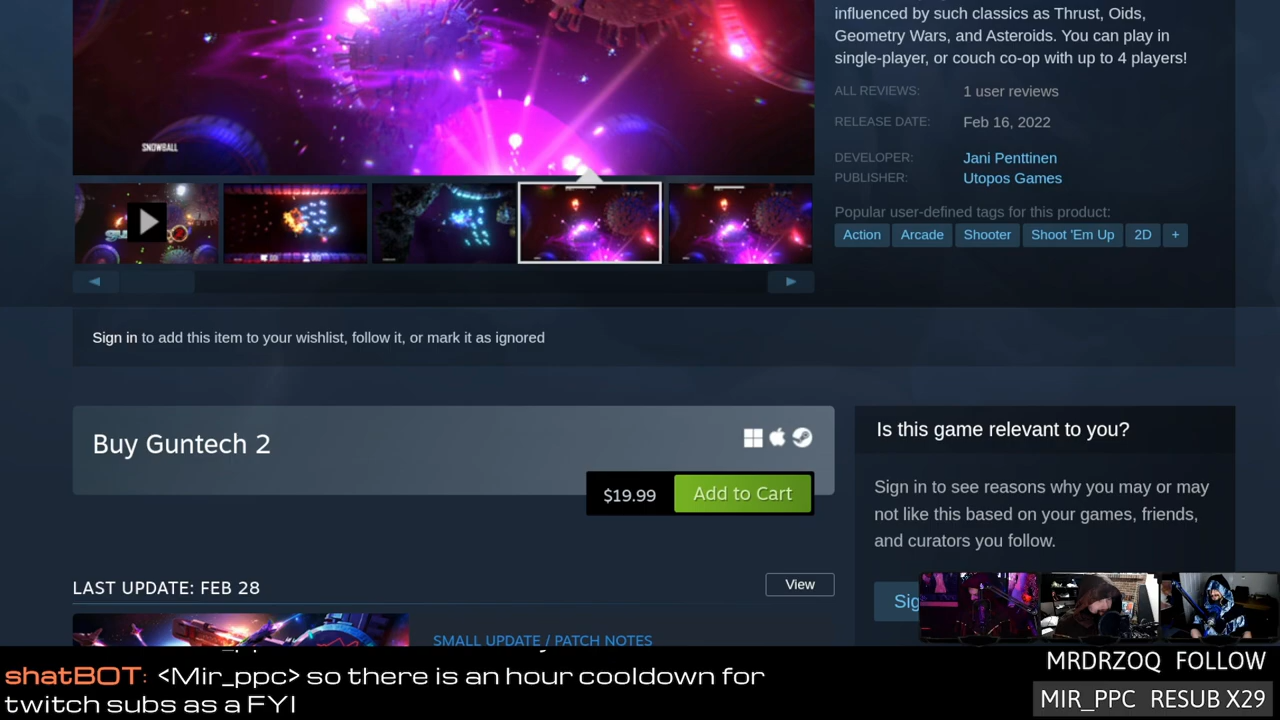 influenced by such classics as Thrust, Oids,
Geometry Wars, and Asteroids. You can play in
single-player, or couch co-op with up to 4 players!
ALL REVIEWS: 1 user reviews
RELEASE DATE: Feb 16, 2022
DEVELOPER: Jani Penttinen
PUBLISHER: Utopos Games
Popular user-defined tags for this product:
Action Arcade Shooter Shoot 'Em Up 2D +
SNOWBALL
Sign in to add this item to your wishlist, follow it, or mark it as ignored
Buy Guntech 2
$19.99 Add to Cart
Is this game relevant to you?
Sign in to see reasons why you may or may
not like this based on your games, friends,
and curators you follow.
LAST UPDATE: FEB 28 View
SMALL UPDATE / PATCH NOTES
shatBOT: <Mir_ppc> so there is an hour cooldown for
twitch subs as a FYI
MRDRZOQ FOLLOW
MIR_PPC RESUB X29